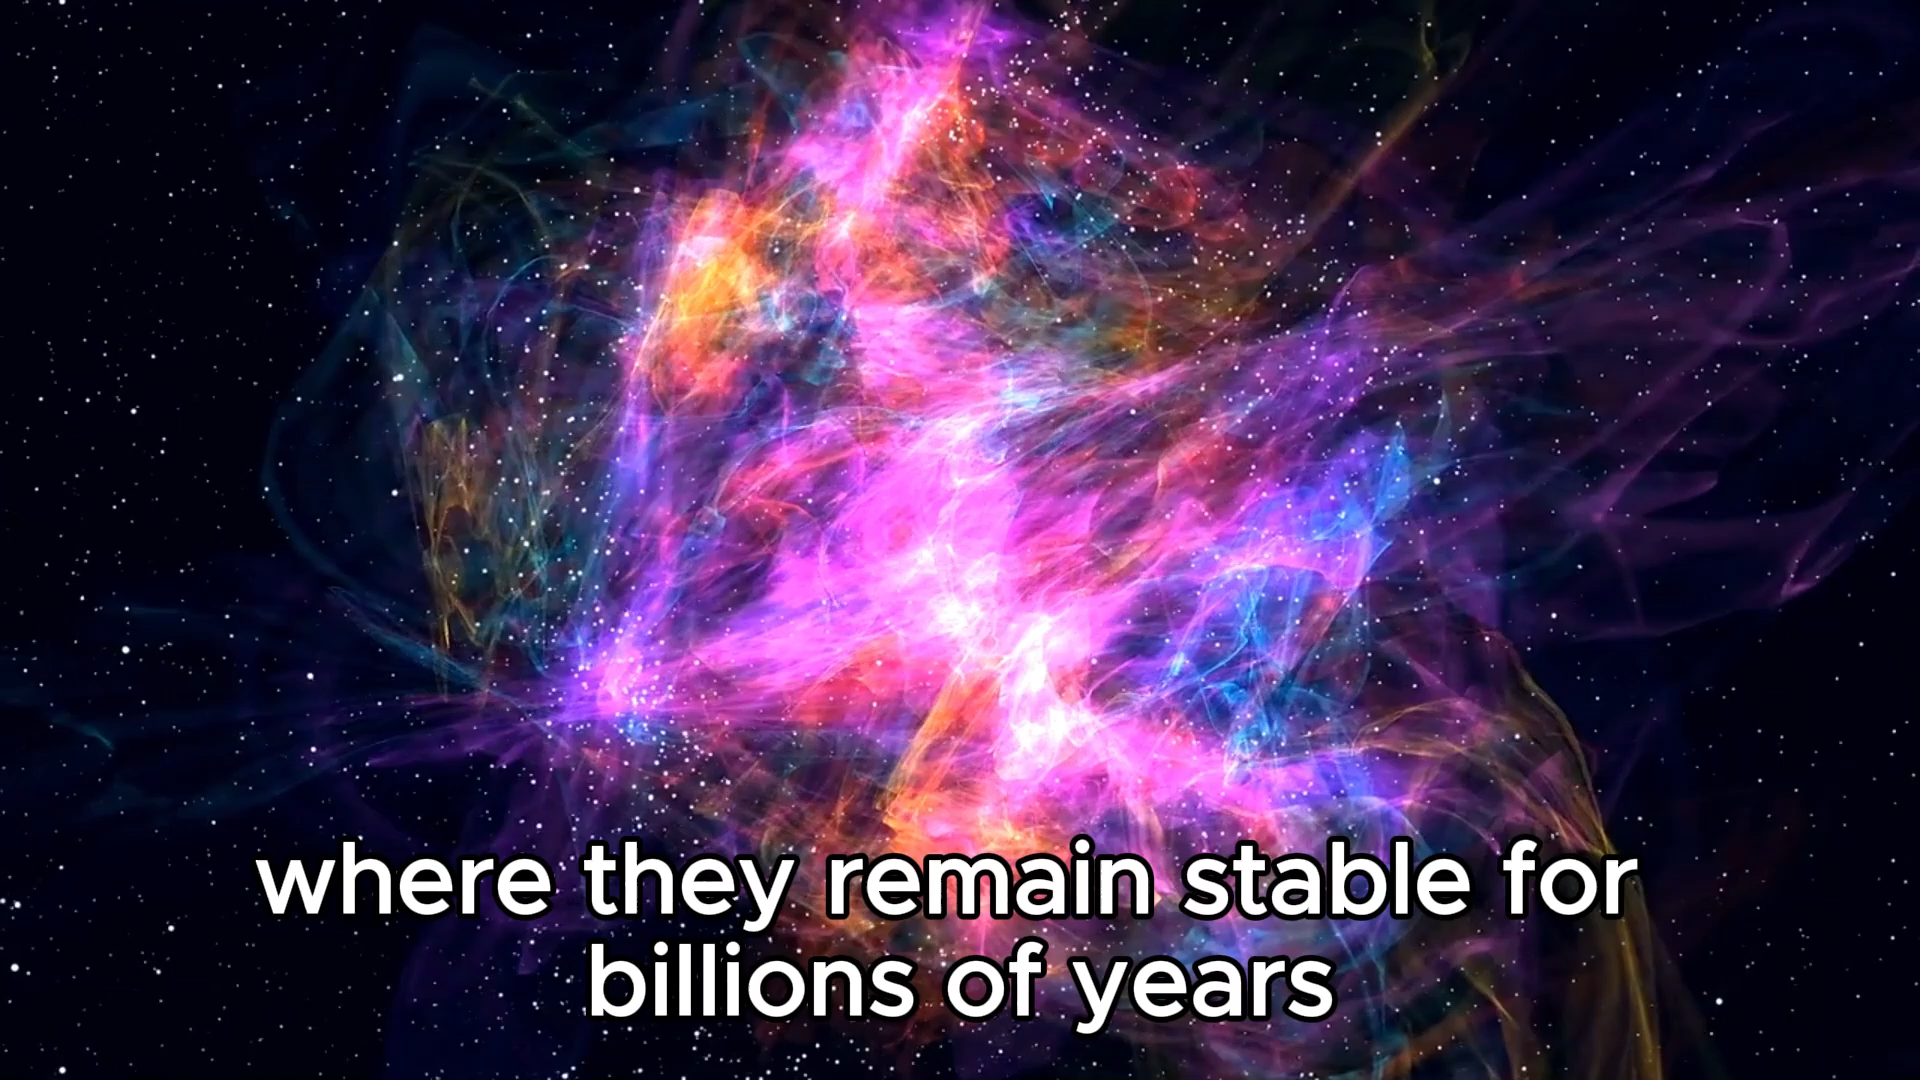 where they remain stable for
billions of years